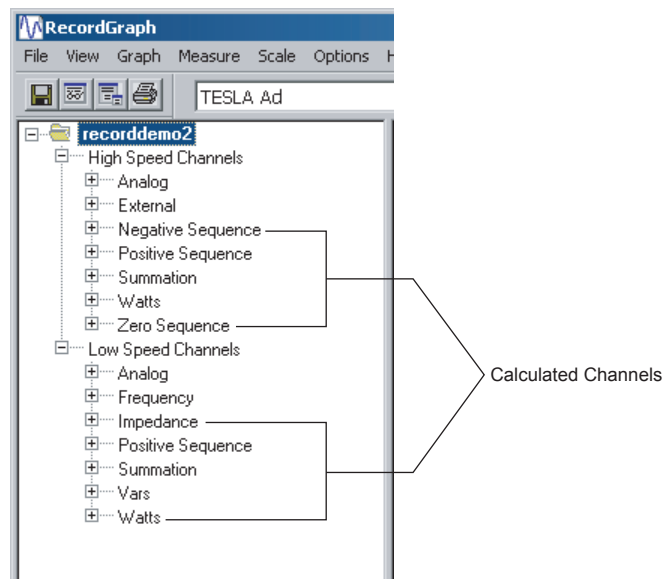 RecordGraph
File View Graph Measure Scale Options
TESLA Ad
recorddemo2
High Speed Channels
Analog
External
Negative Sequence
Positive Sequence
Summation
Watts
Zero Sequence
Low Speed Channels
Analog
Frequency
Impedance
Positive Sequence
Summation
Vars
Watts
Calculated Channels